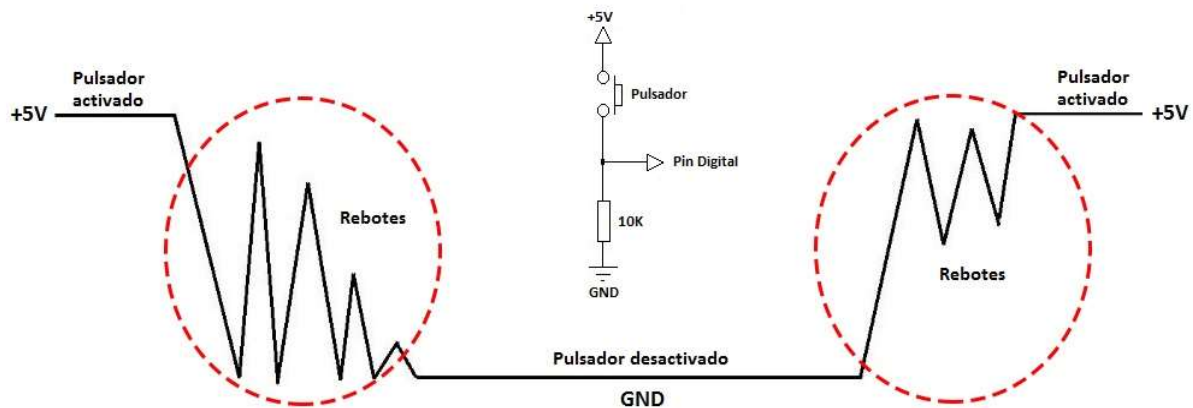 +5V
Pulsador
activado
+5V
Rebotes
Pulsador
Pin Digital
10K
GND
Pulsador
activado
+5V
Rebotes
Pulsador desactivado
GND